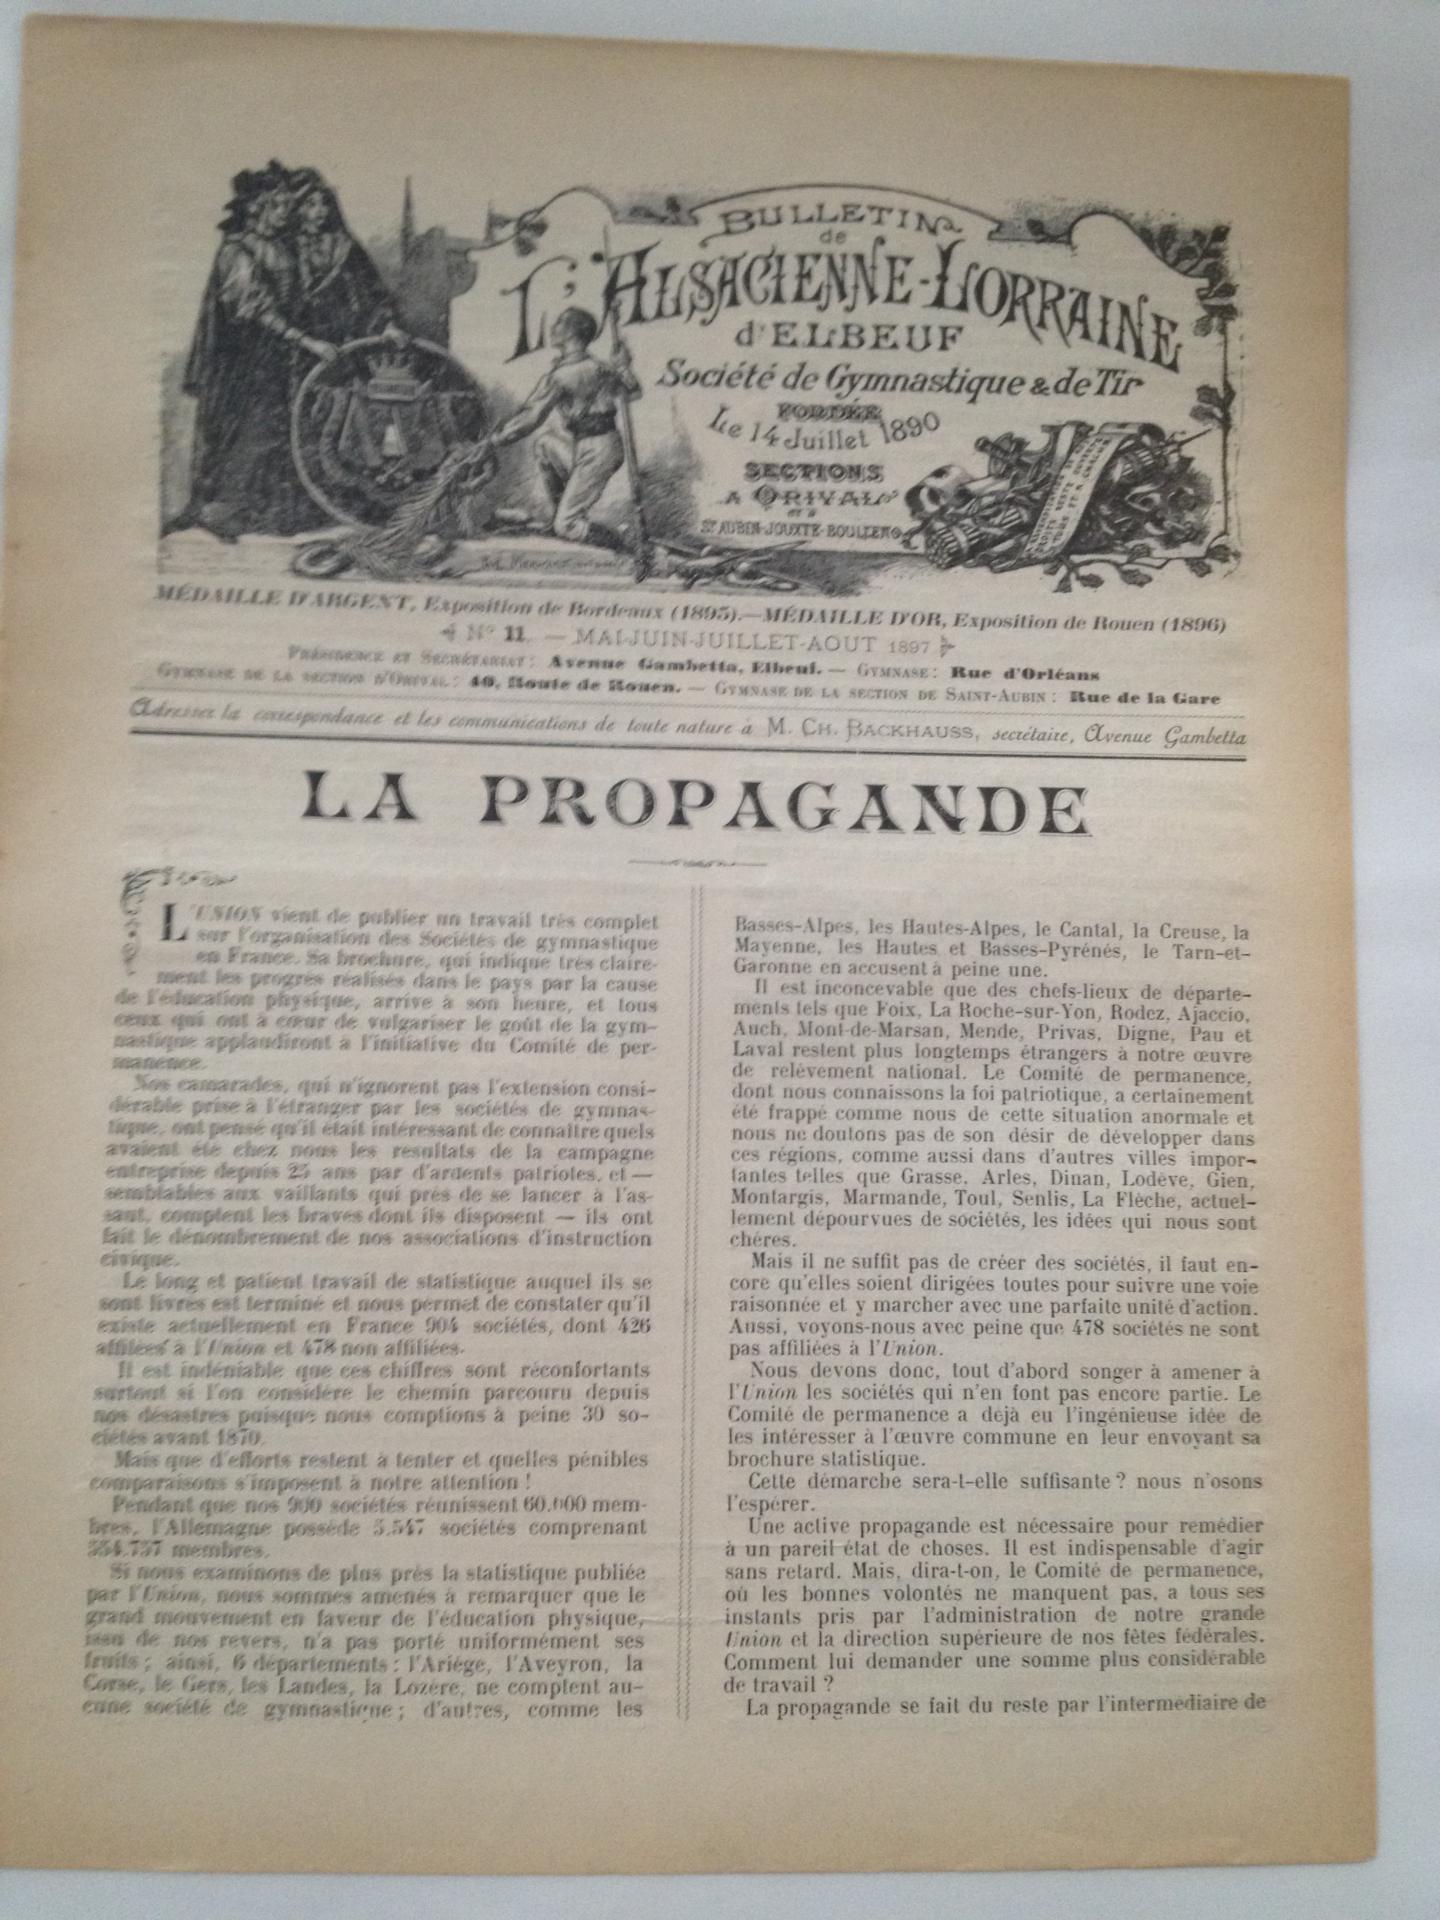 BULLETIN
de
L'ALSACIENNE-LORRAINE
d'ELBEUF
Société de Gymnastique & de Tir
FONDÉE
Le 14 Juillet 1890
SECTIONS
A ORIVAL
et à
ST AUBIN-JOUXTE-BOULLENG
MÉDAILLE D'ARGENT, Exposition de Bordeaux (1895).—MÉDAILLE D'OR, Exposition de Rouen (1896)
N° 11. — MAI-JUIN-JUILLET-AOUT 1897
PRÉSIDENCE ET SECRÉTARIAT : Avenue Gambetta, Elbeuf. — GYMNASE : Rue d'Orléans
GYMNASE DE LA SECTION D'ORIVAL : 40, Route de Rouen. — GYMNASE DE LA SECTION DE SAINT-AUBIN : Rue de la Gare
Adresser la correspondance et les communications de toute nature à M. CH. BACKHAUSS, secrétaire, Avenue Gambetta
LA PROPAGANDE
L'UNION vient de publier un travail très complet
sur l'organisation des Sociétés de gymnastique
en France. Sa brochure, qui indique très claire-
ment les progrès réalisés dans le pays par la cause
de l'éducation physique, arrive à son heure, et tous
ceux qui ont à cœur de vulgariser le goût de la gym-
nastique applaudiront à l'initiative du Comité de per-
manence.
Nos camarades, qui n'ignorent pas l'extension consi-
dérable prise à l'étranger par les sociétés de gymnas-
tique, ont pensé qu'il était intéressant de connaître quels
avaient été chez nous les résultats de la campagne
entreprise depuis 25 ans par d'ardents patriotes, et —
semblables aux vaillants qui près de se lancer à l'as-
saut, comptent les braves dont ils disposent — ils ont
fait le dénombrement de nos associations d'instruction
civique.
Le long et patient travail de statistique auquel ils se
sont livrés est terminé et nous permet de constater qu'il
existe actuellement en France 904 sociétés, dont 426
affiliées à l'Union et 478 non affiliées.
Il est indéniable que ces chiffres sont réconfortants
surtout si l'on considère le chemin parcouru depuis
nos désastres puisque nous comptions à peine 30 so-
ciétés avant 1870.
Mais que d'efforts restent à tenter et quelles pénibles
comparaisons s'imposent à notre attention !
Pendant que nos 900 sociétés réunissent 60.000 mem-
bres, l'Allemagne possède 5.547 sociétés comprenant
554.737 membres.
Si nous examinons de plus près la statistique publiée
par l'Union, nous sommes amenés à remarquer que le
grand mouvement en faveur de l'éducation physique,
issu de nos revers, n'a pas porté uniformément ses
fruits ; ainsi, 6 départements : l'Ariège, l'Aveyron, la
Corse, le Gers, les Landes, la Lozère, ne comptent au-
cune société de gymnastique ; d'autres, comme les
Basses-Alpes, les Hautes-Alpes, le Cantal, la Creuse, la
Mayenne, les Hautes et Basses-Pyrénés, le Tarn-et-
Garonne en accusent à peine une.
Il est inconcevable que des chefs-lieux de départe-
ments tels que Foix, La Roche-sur-Yon, Rodez, Ajaccio,
Auch, Mont-de-Marsan, Mende, Privas, Digne, Pau et
Laval restent plus longtemps étrangers à notre œuvre
de relèvement national. Le Comité de permanence,
dont nous connaissons la foi patriotique, a certainement
été frappé comme nous de cette situation anormale et
nous ne doutons pas de son désir de développer dans
ces régions, comme aussi dans d'autres villes impor-
tantes telles que Grasse, Arles, Dinan, Lodève, Gien,
Montargis, Marmande, Toul, Senlis, La Flèche, actuel-
lement dépourvues de sociétés, les idées qui nous sont
chères.
Mais il ne suffit pas de créer des sociétés, il faut en-
core qu'elles soient dirigées toutes pour suivre une voie
raisonnée et y marcher avec une parfaite unité d'action.
Aussi, voyons-nous avec peine que 478 sociétés ne sont
pas affiliées à l'Union.
Nous devons donc, tout d'abord songer à amener à
l'Union les sociétés qui n'en font pas encore partie. Le
Comité de permanence a déjà eu l'ingénieuse idée de
les intéresser à l'œuvre commune en leur envoyant sa
brochure statistique.
Cette démarche sera-t-elle suffisante ? nous n'osons
l'espérer.
Une active propagande est nécessaire pour remédier
à un pareil état de choses. Il est indispensable d'agir
sans retard. Mais, dira-t-on, le Comité de permanence,
où les bonnes volontés ne manquent pas, a tous ses
instants pris par l'administration de notre grande
Union et la direction supérieure de nos fêtes fédérales.
Comment lui demander une somme plus considérable
de travail ?
La propagande se fait du reste par l'intermédiaire de